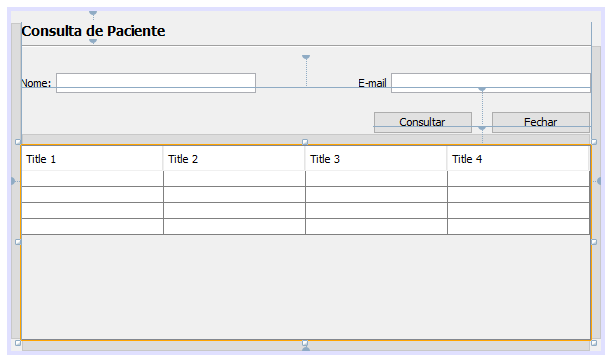 Consulta de Paciente
Nome: E-mail
Consultar Fechar
Title 1 Title 2 Title 3 Title 4